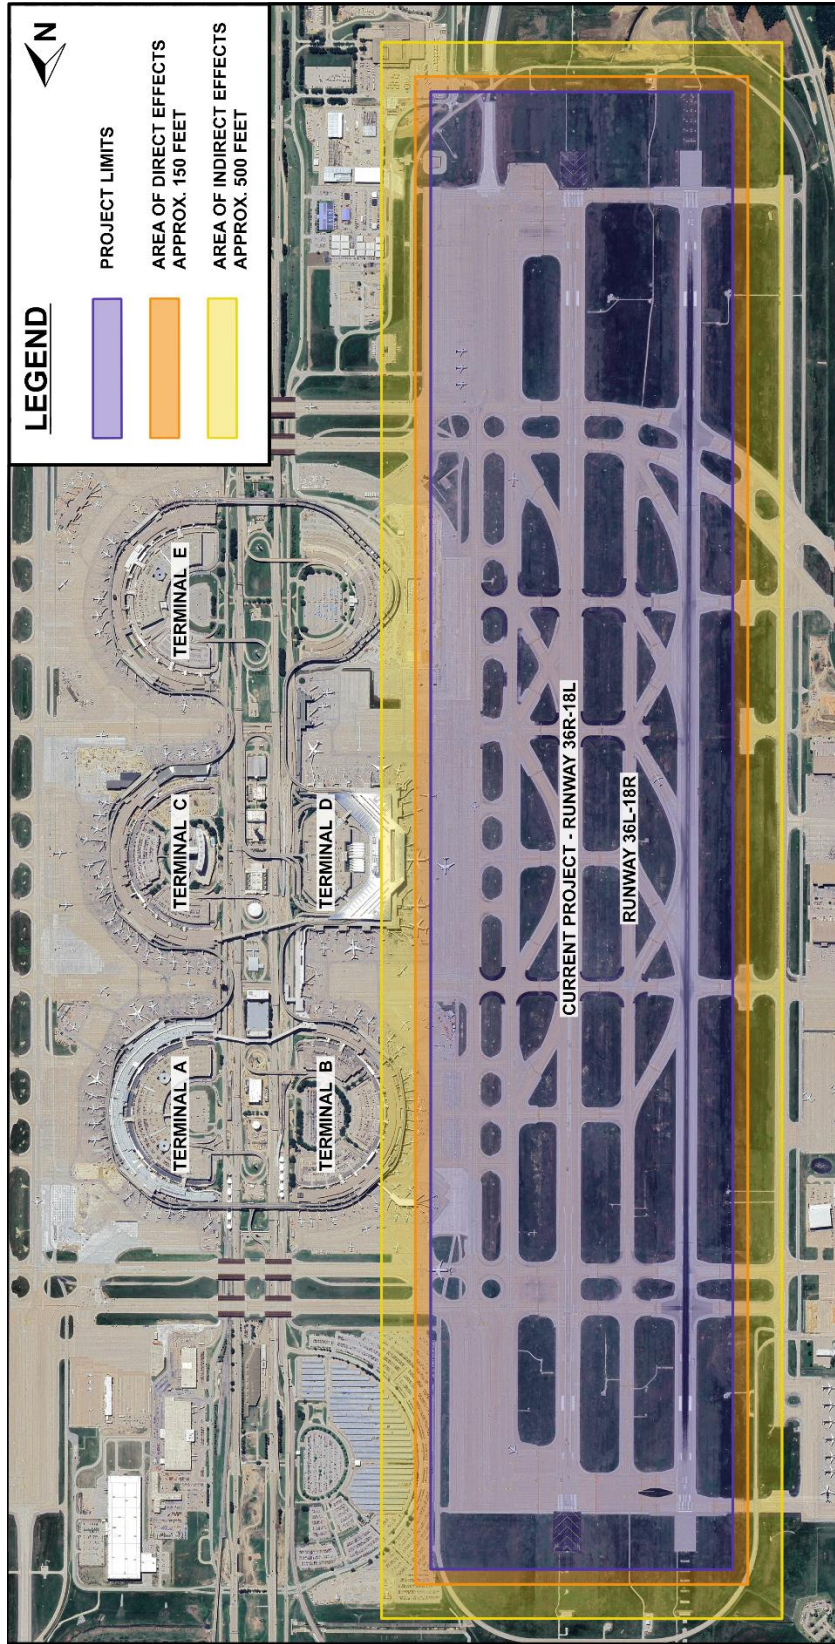 LEGEND
PROJECT LIMITS
AREA OF DIRECT EFFECTS
APPROX. 150 FEET
AREA OF INDIRECT EFFECTS
APPROX. 500 FEET
N
TERMINAL A
TERMINAL C
TERMINAL E
TERMINAL B
TERMINAL D
CURRENT PROJECT - RUNWAY 36R-18L
RUNWAY 36L-18R